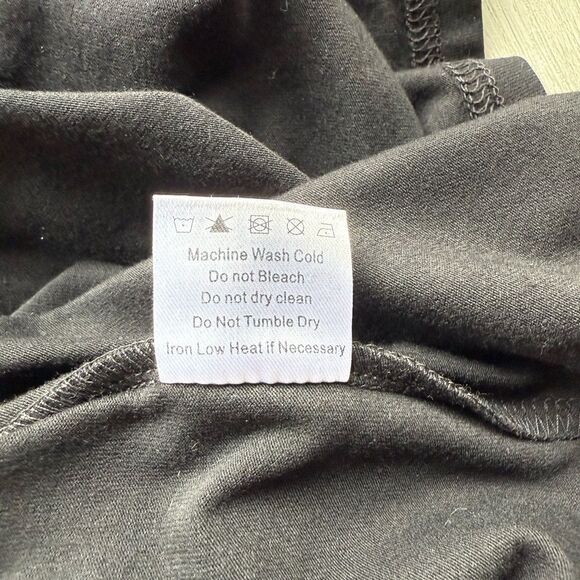 Machine Wash Cold
Do not Bleach
Do not dry clean
Do Not Tumble Dry
Iron Low Heat if Necessary